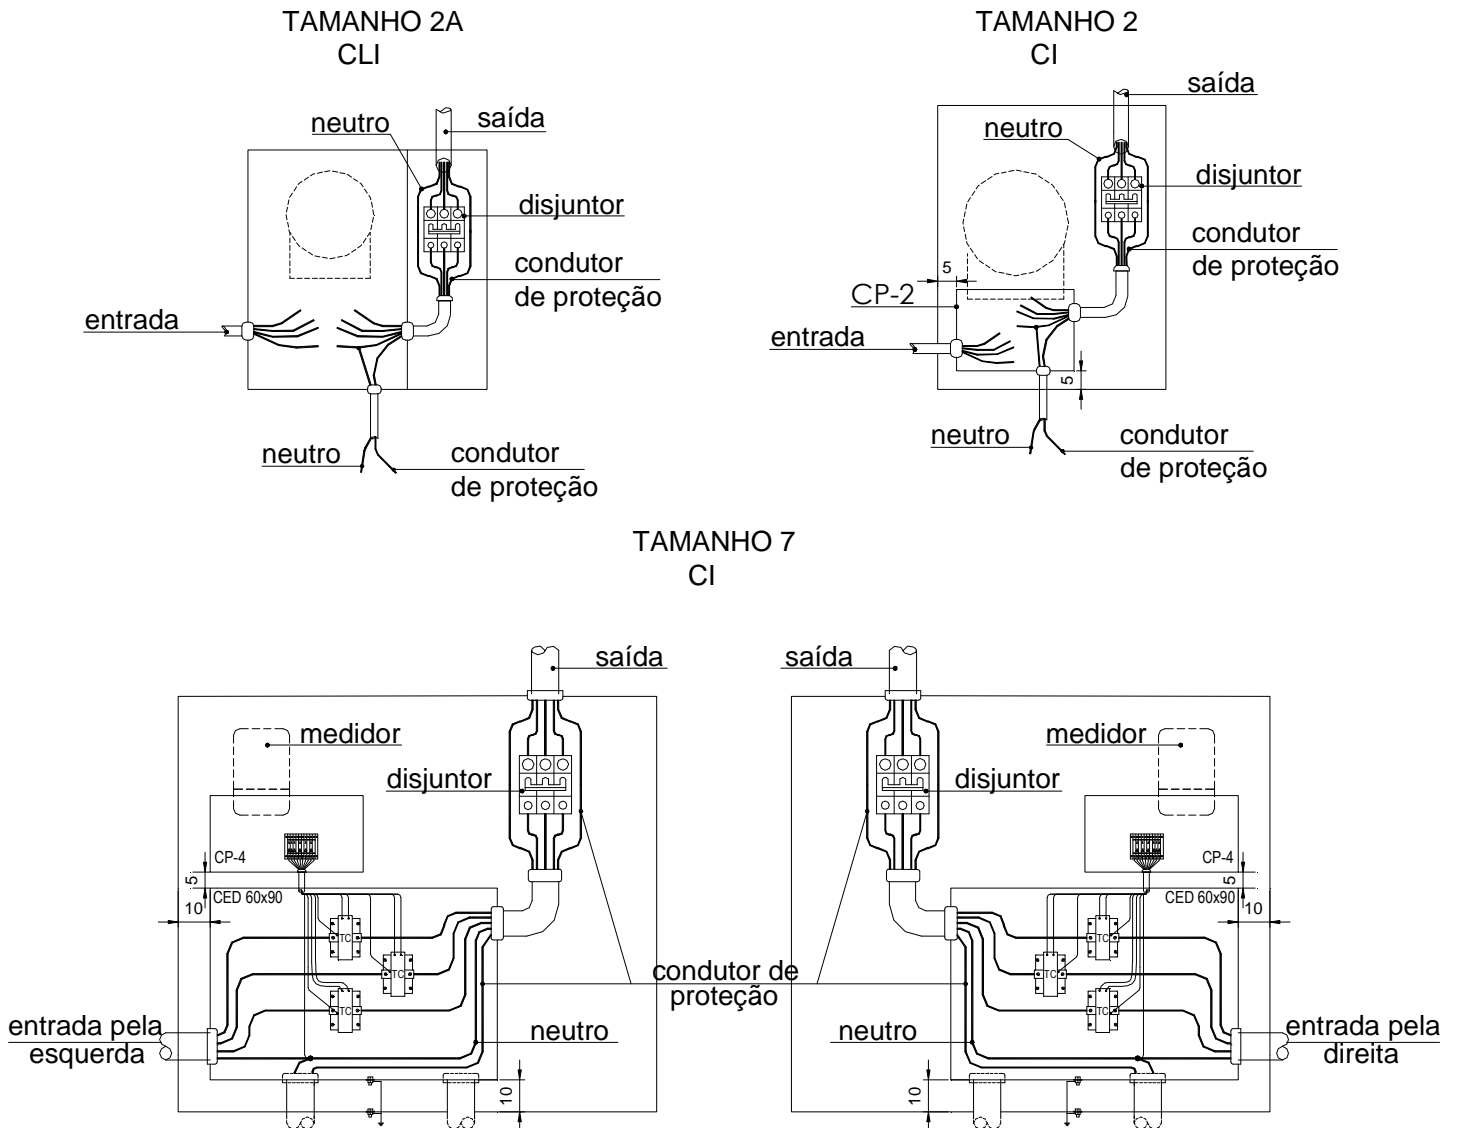 TAMANHO 2A
CLI
neutro
saída
disjuntor
condutor
de proteção
entrada
neutro
condutor
de proteção
TAMANHO 2
CI
saída
neutro
disjuntor
condutor
de proteção
5
CP-2
entrada
5
neutro
condutor
de proteção
TAMANHO 7
CI
saída
medidor
disjuntor
CP-4
5
CED 60x90
10
TC
TC
TC
entrada pela
esquerda
neutro
10
condutor de
proteção
saída
medidor
disjuntor
CP-4
5
CED 60x90
10
TC
TC
TC
neutro
entrada pela
direita
10